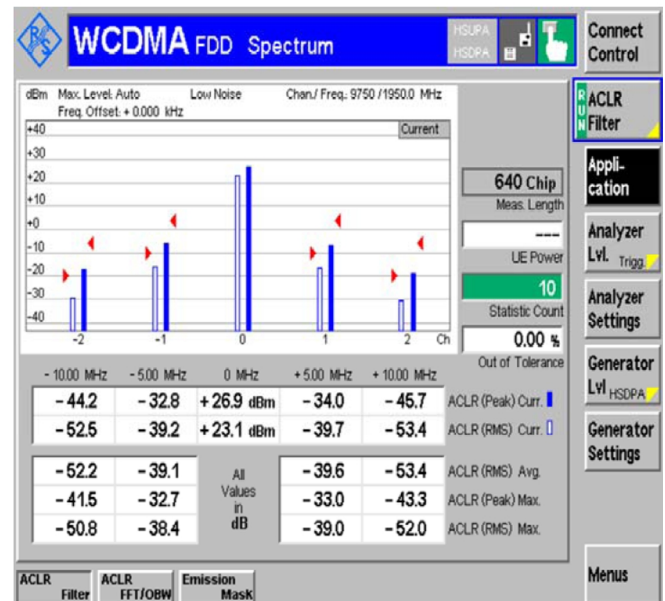 R&S
WCDMA FDD Spectrum
HSUPA
HSDPA
Connect Control
dBm Max. Level: Auto Low Noise Chan./ Freq.: 9750 / 1950.0 MHz
Freq. Offset: + 0.000 kHz
Current
+40
+30
+20
+10
+0
-10
-20
-30
-40
-2 -1 0 1 2 Ch
640 Chip
Meas. Length
---
UE Power
10
Statistic Count
0.00 %
Out of Tolerance
- 10.00 MHz - 5.00 MHz 0 MHz + 5.00 MHz + 10.00 MHz
- 44.2 - 32.8 + 26.9 dBm - 34.0 - 45.7 ACLR (Peak) Curr.
- 52.5 - 39.2 + 23.1 dBm - 39.7 - 53.4 ACLR (RMS) Curr.
- 52.2 - 39.1 - 39.6 - 53.4 ACLR (RMS) Avg.
- 41.5 - 32.7 - 33.0 - 43.3 ACLR (Peak) Max.
- 50.8 - 38.4 - 39.0 - 52.0 ACLR (RMS) Max.
All
Values
in
dB
RUN
ACLR
Filter
Appli-
cation
Analyzer
Lvl. Trigg.
Analyzer
Settings
Generator
Lvl HSDPA
Generator
Settings
Menus
ACLR
Filter
ACLR
FFT/OBW
Emission
Mask